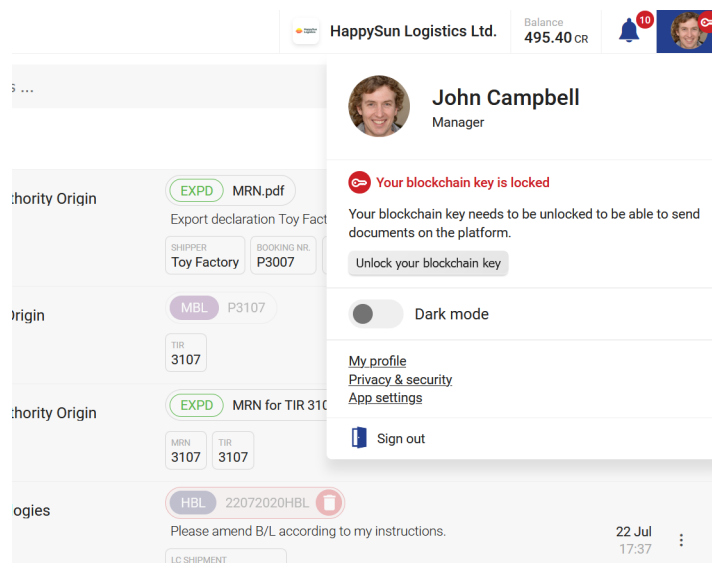 HappySun Logistics Ltd.
Balance
495.40 CR
10
s ...
John Campbell
Manager
Your blockchain key is locked
Your blockchain key needs to be unlocked to be able to send
documents on the platform.
Unlock your blockchain key
Dark mode
My profile
Privacy & security
App settings
Sign out
thority Origin
EXPD MRN.pdf
Export declaration Toy Fact
SHIPPER
Toy Factory
BOOKING NR.
P3007
Origin
MBL P3107
TIR
3107
thority Origin
EXPD MRN for TIR 310
MRN
3107
TIR
3107
ogies
HBL 22072020HBL
Please amend B/L according to my instructions.
22 Jul
17:37
LC SHIPMENT